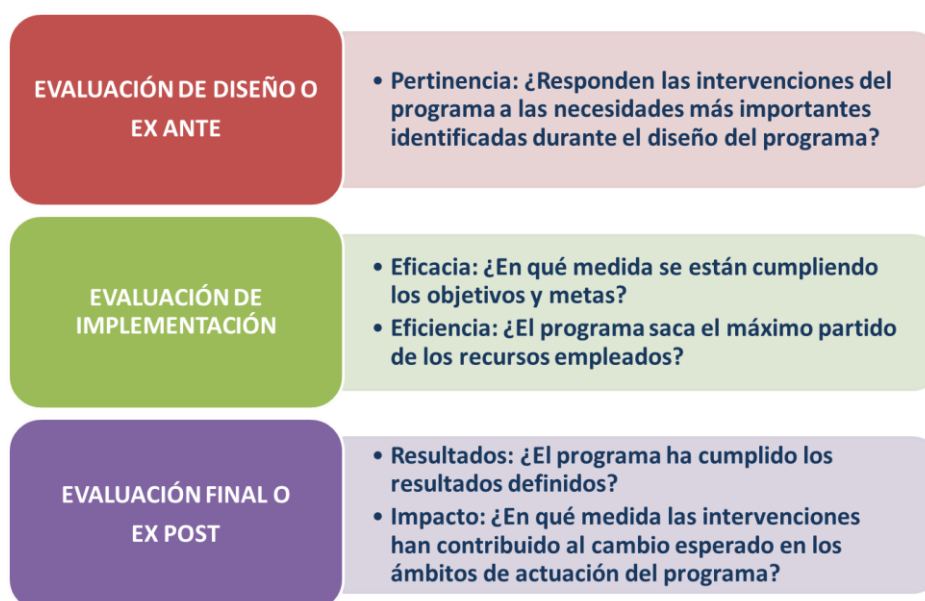 EVALUACIÓN DE DISEÑO O
EX ANTE
• Pertinencia: ¿Responden las intervenciones del
programa a las necesidades más importantes
identificadas durante el diseño del programa?
EVALUACIÓN DE
IMPLEMENTACIÓN
• Eficacia: ¿En qué medida se están cumpliendo
los objetivos y metas?
• Eficiencia: ¿El programa saca el máximo partido
de los recursos empleados?
EVALUACIÓN FINAL O
EX POST
• Resultados: ¿El programa ha cumplido los
resultados definidos?
• Impacto: ¿En qué medida las intervenciones
han contribuido al cambio esperado en los
ámbitos de actuación del programa?